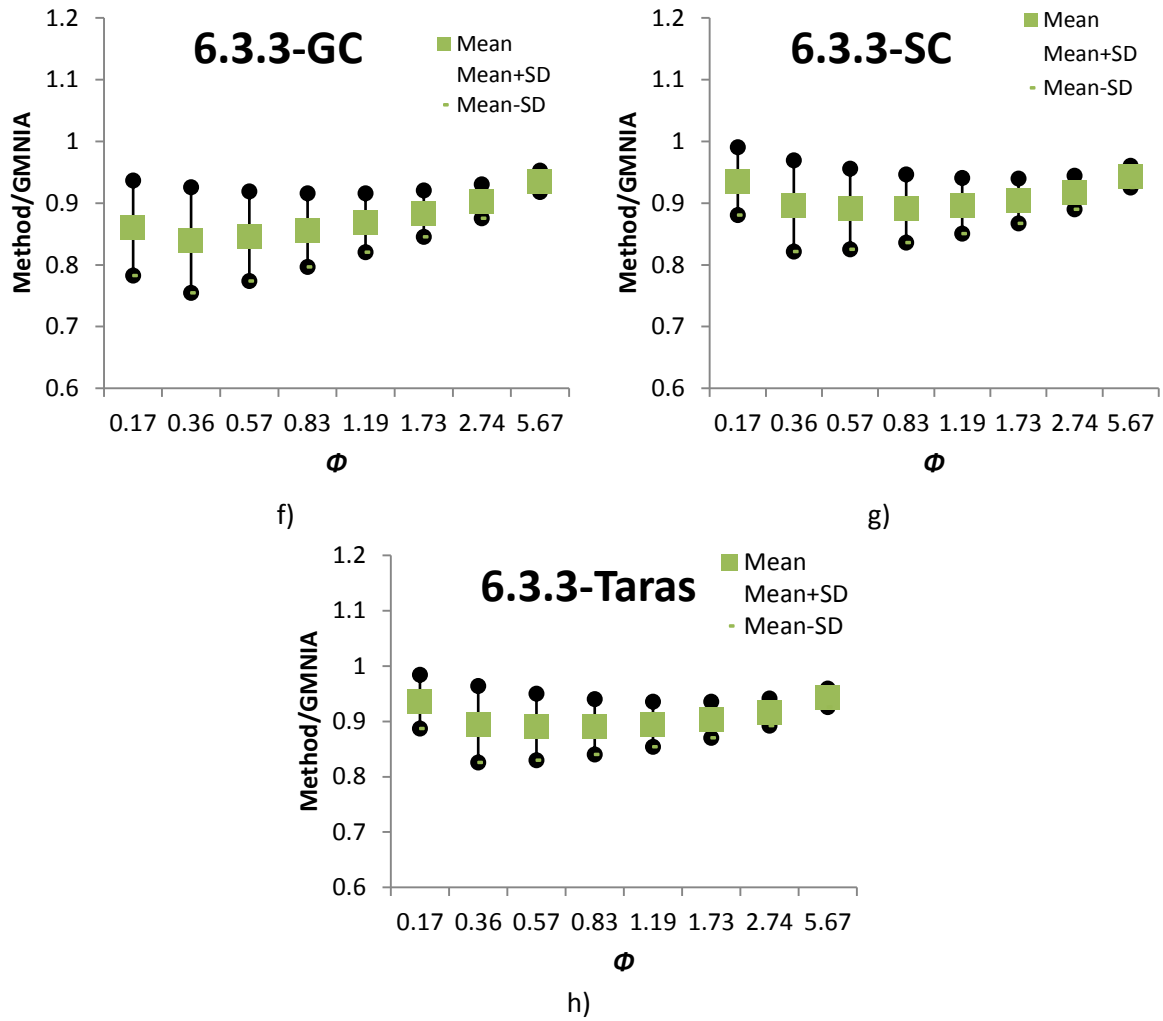 6.3.3-GC
Mean
Mean+SD
Mean-SD
Method/GMNIA
1.2
1.1
1
0.9
0.8
0.7
0.6
0.17 0.36 0.57 0.83 1.19 1.73 2.74 5.67
Φ
f)
6.3.3-SC
Mean
Mean+SD
Mean-SD
Method/GMNIA
1.2
1.1
1
0.9
0.8
0.7
0.6
0.17 0.36 0.57 0.83 1.19 1.73 2.74 5.67
Φ
g)
6.3.3-Taras
Mean
Mean+SD
Mean-SD
Method/GMNIA
1.2
1.1
1
0.9
0.8
0.7
0.6
0.17 0.36 0.57 0.83 1.19 1.73 2.74 5.67
Φ
h)